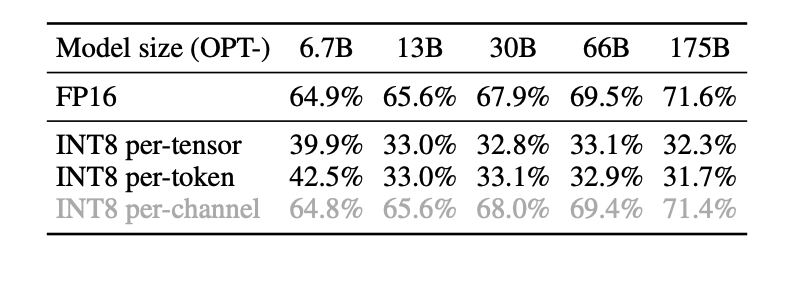 Model size (OPT-) 6.7B 13B 30B 66B 175B
FP16 64.9% 65.6% 67.9% 69.5% 71.6%
INT8 per-tensor 39.9% 33.0% 32.8% 33.1% 32.3%
INT8 per-token 42.5% 33.0% 33.1% 32.9% 31.7%
INT8 per-channel 64.8% 65.6% 68.0% 69.4% 71.4%